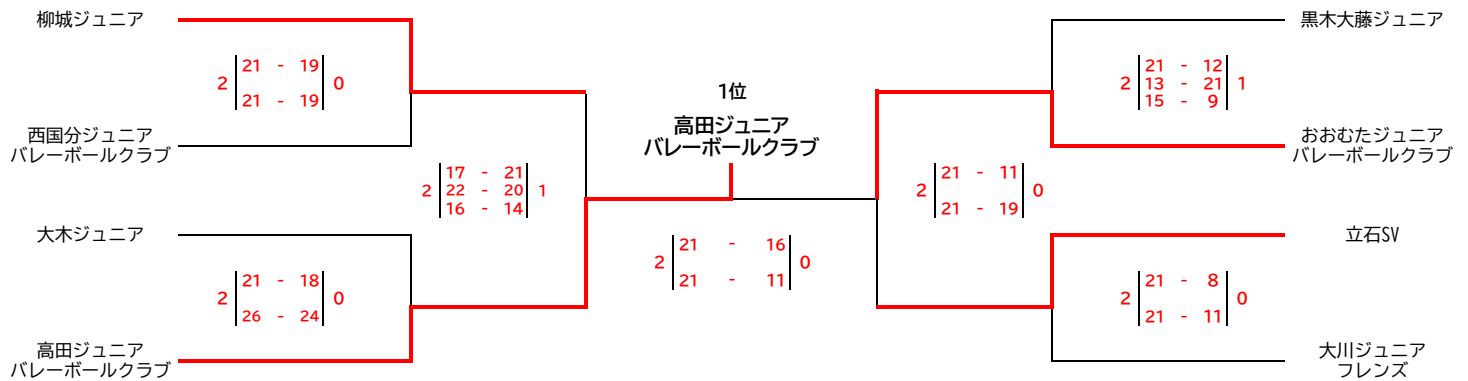 柳城ジュニア
2 21 - 19 0
21 - 19
西国分ジュニア
バレーボールクラブ
2 17 - 21 1
22 - 20
16 - 14
大木ジュニア
2 21 - 18 0
26 - 24
高田ジュニア
バレーボールクラブ
1位
高田ジュニア
バレーボールクラブ
2 21 - 16 0
21 - 11
黒木大藤ジュニア
2 21 - 12 1
13 - 21
15 - 9
おおむたジュニア
バレーボールクラブ
2 21 - 11 0
21 - 19
立石SV
2 21 - 8 0
21 - 11
大川ジュニア
フレンズ